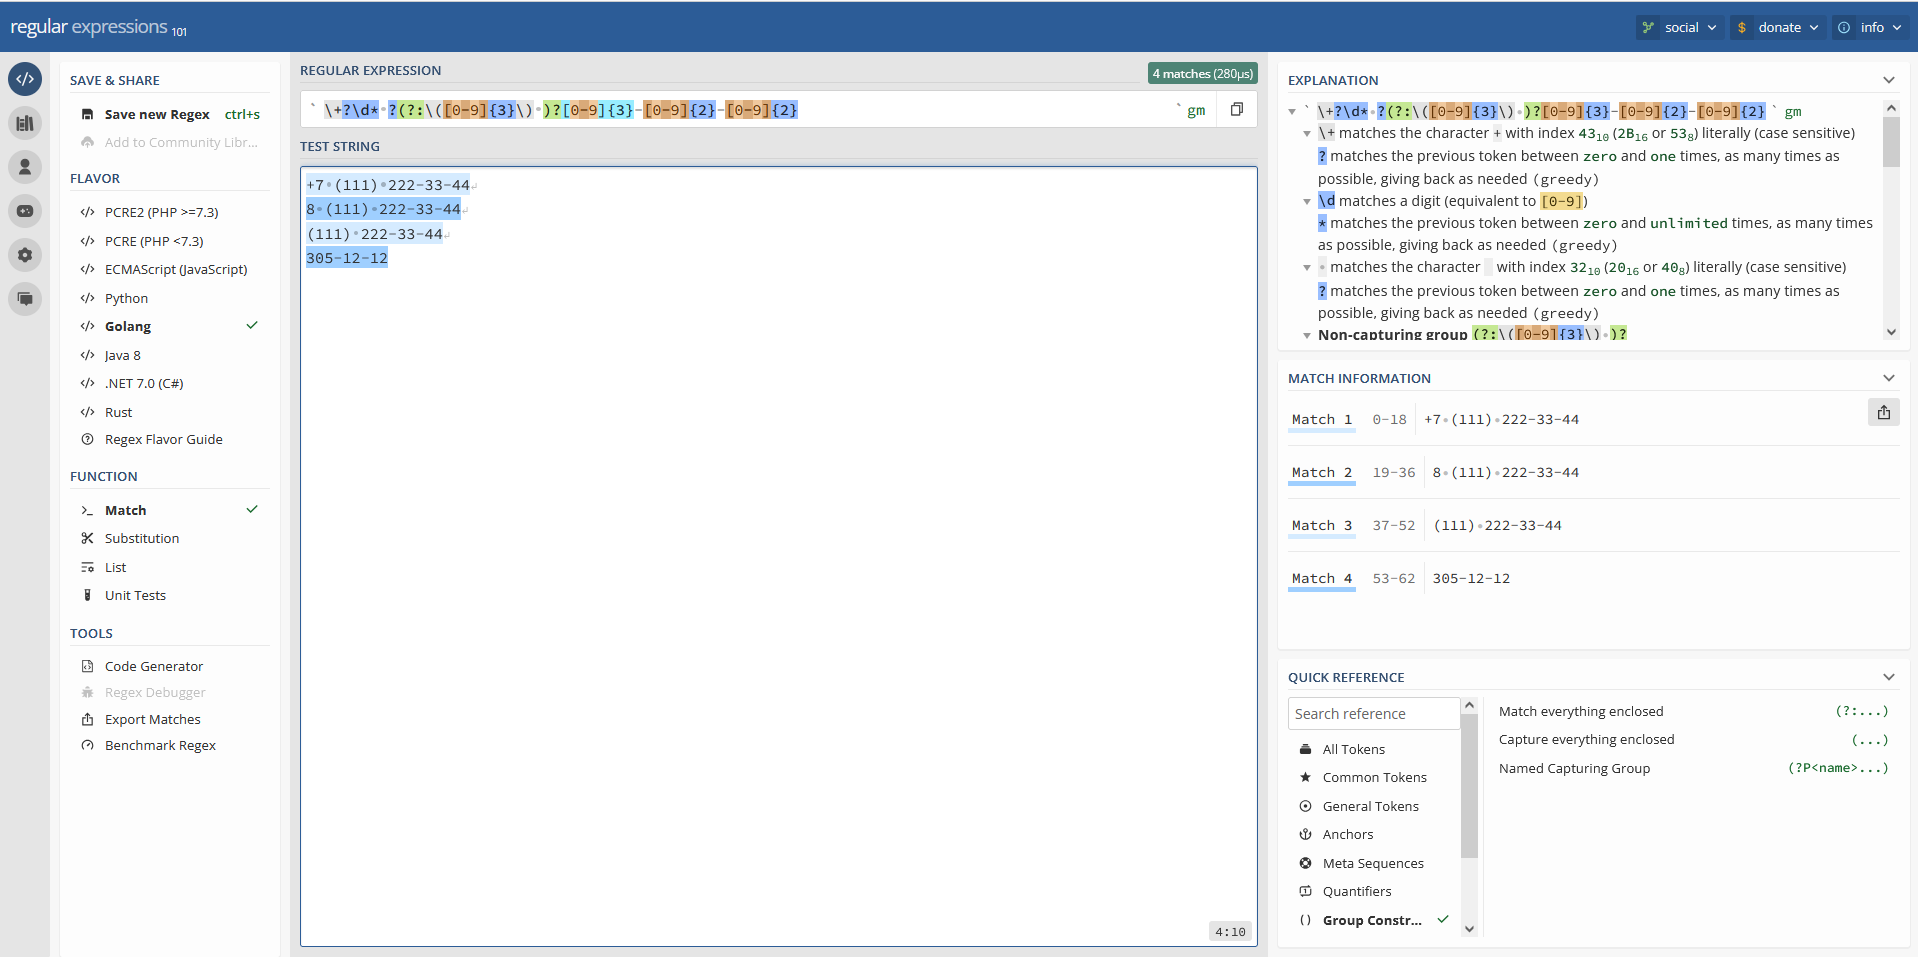 regular expressions 101
social
donate
info
SAVE & SHARE
Save new Regex ctrl+s
Add to Community Libr...
FLAVOR
PCRE2 (PHP >=7.3)
PCRE (PHP <7.3)
ECMAScript (JavaScript)
Python
Golang
Java 8
.NET 7.0 (C#)
Rust
Regex Flavor Guide
FUNCTION
Match
Substitution
List
Unit Tests
TOOLS
Code Generator
Regex Debugger
Export Matches
Benchmark Regex
REGULAR EXPRESSION
4 matches (280μs)
` \+?\d* ?(?:\([0-9]{3}\) )?[0-9]{3}-[0-9]{2}-[0-9]{2} ` gm
TEST STRING
+7 (111) 222-33-44
8 (111) 222-33-44
(111) 222-33-44
305-12-12
4:10
EXPLANATION
` \+?\d* ?(?:\([0-9]{3}\) )?[0-9]{3}-[0-9]{2}-[0-9]{2} ` gm
\+ matches the character + with index 43₁₀ (2B₁₆ or 53₈) literally (case sensitive)
? matches the previous token between zero and one times, as many times as
possible, giving back as needed (greedy)
\d matches a digit (equivalent to [0-9])
* matches the previous token between zero and unlimited times, as many times
as possible, giving back as needed (greedy)
matches the character with index 32₁₀ (20₁₆ or 40₈) literally (case sensitive)
? matches the previous token between zero and one times, as many times as
possible, giving back as needed (greedy)
Non-capturing group (?:\([0-9]{3}\) )?
MATCH INFORMATION
Match 1 0-18 +7 (111) 222-33-44
Match 2 19-36 8 (111) 222-33-44
Match 3 37-52 (111) 222-33-44
Match 4 53-62 305-12-12
QUICK REFERENCE
Search reference
All Tokens
Common Tokens
General Tokens
Anchors
Meta Sequences
Quantifiers
Group Constr...
Match everything enclosed (?:...)
Capture everything enclosed (...)
Named Capturing Group (?P<name>...)